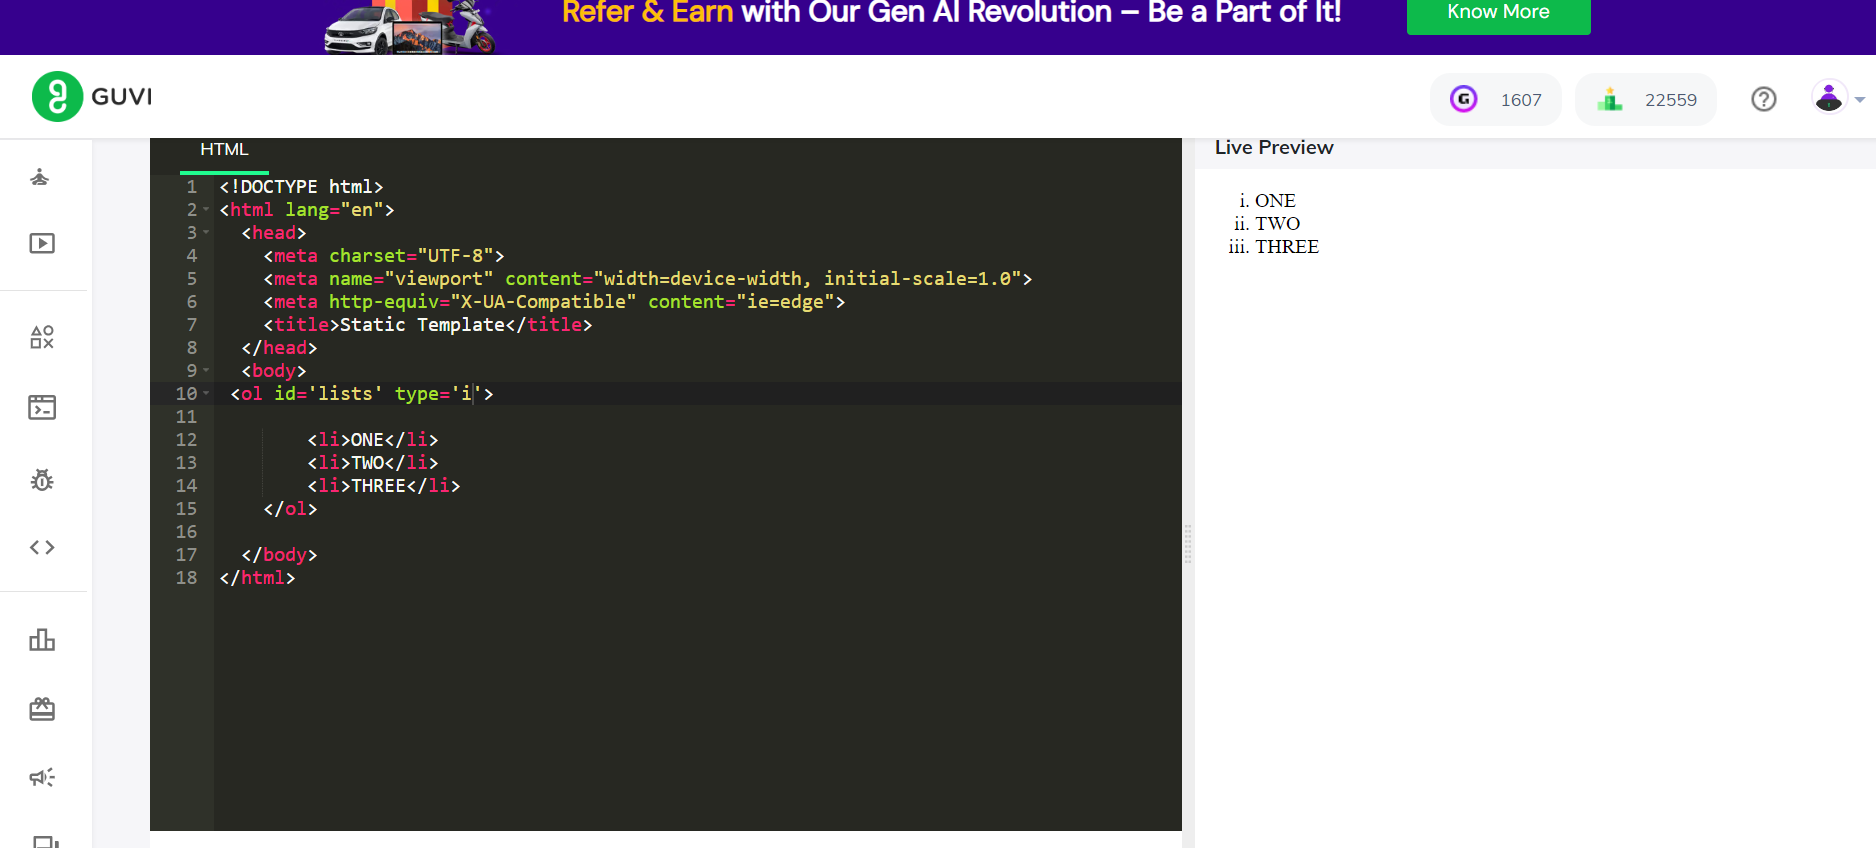 Refer & Earn with Our Gen AI Revolution – Be a Part of It!
Know More
GUVI
G 1607
22559
HTML
1 <!DOCTYPE html>
2 <html lang="en">
3 <head>
4 <meta charset="UTF-8">
5 <meta name="viewport" content="width=device-width, initial-scale=1.0">
6 <meta http-equiv="X-UA-Compatible" content="ie=edge">
7 <title>Static Template</title>
8 </head>
9 <body>
10 <ol id='lists' type='i'>
11
12 <li>ONE</li>
13 <li>TWO</li>
14 <li>THREE</li>
15 </ol>
16
17 </body>
18 </html>
Live Preview
i. ONE
ii. TWO
iii. THREE